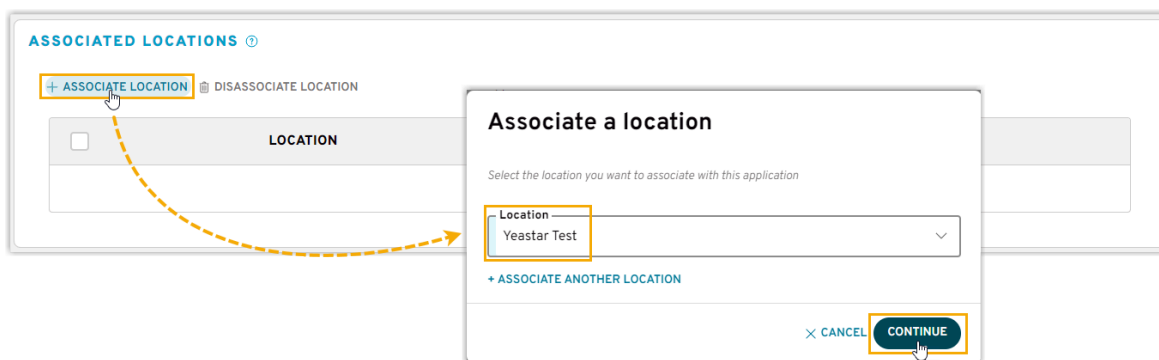 ASSOCIATED LOCATIONS ?
+ ASSOCIATE LOCATION DISASSOCIATE LOCATION
LOCATION
Associate a location
Select the location you want to associate with this application
Location
Yeastar Test
+ ASSOCIATE ANOTHER LOCATION
× CANCEL CONTINUE